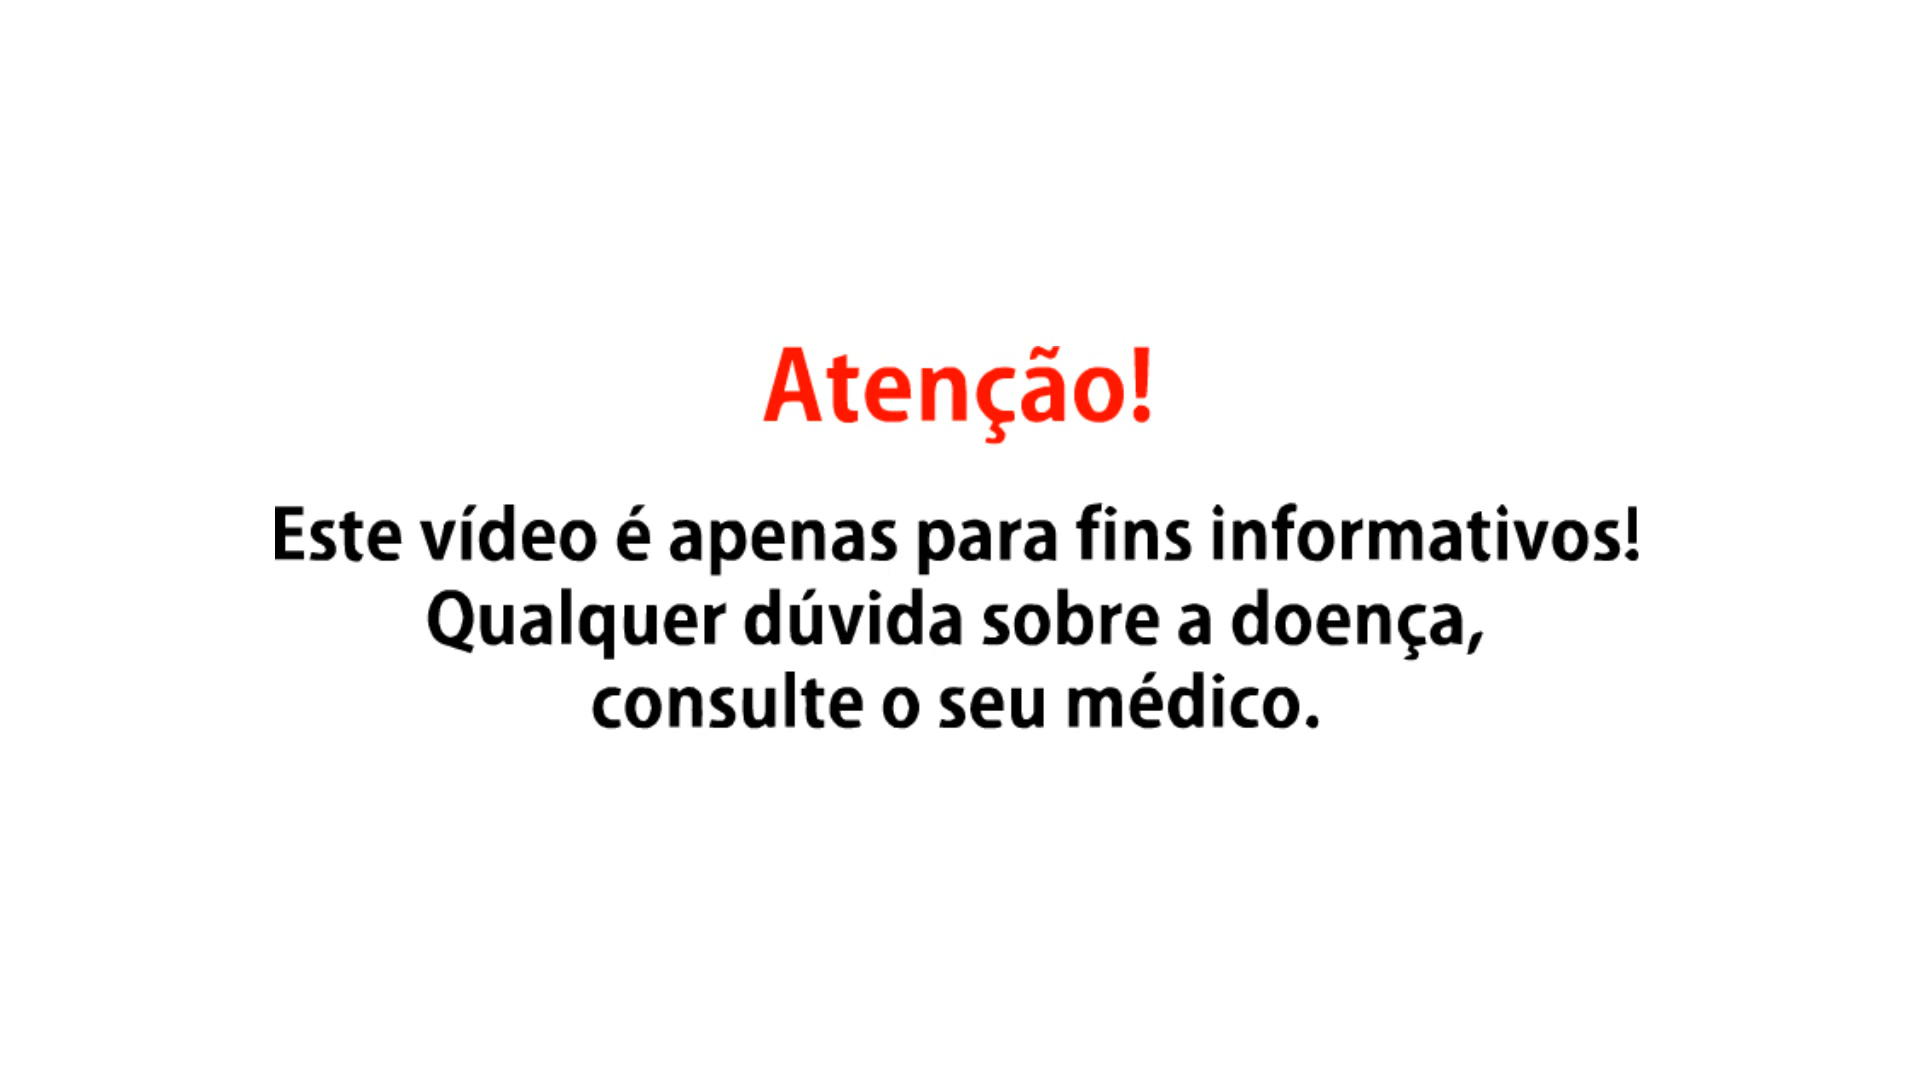 Atenção!
Este vídeo é apenas para fins informativos!
Qualquer dúvida sobre a doença,
consulte o seu médico.